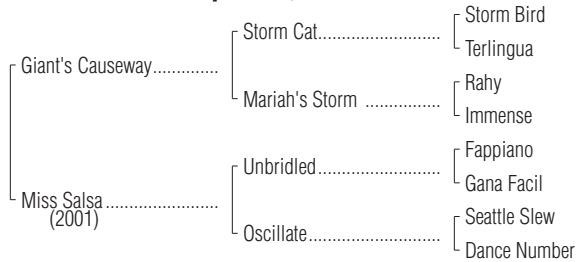 Storm Bird
Storm Cat
Terlingua
Giant's Causeway
Rahy
Mariah's Storm
Immense
Fappiano
Unbridled
Gana Facil
Miss Salsa
(2001)
Seattle Slew
Oscillate
Dance Number